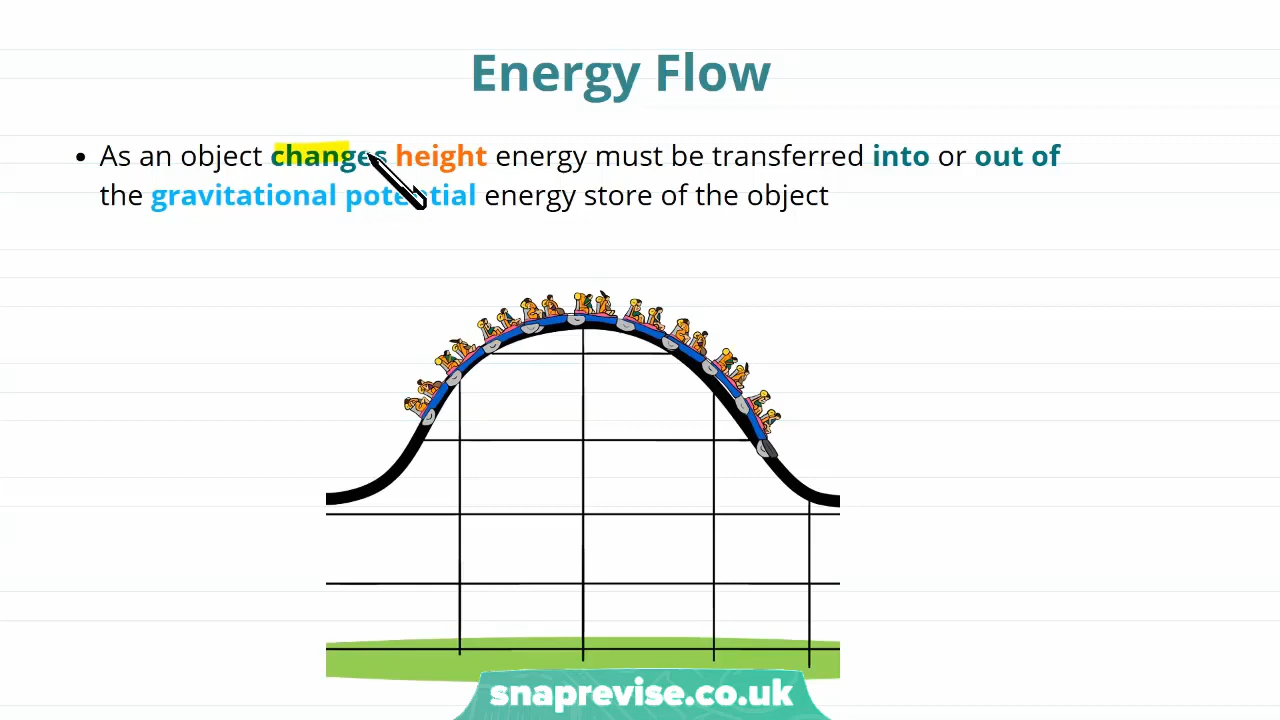 Energy Flow
• As an object changes height energy must be transferred into or out of
the gravitational potential energy store of the object
snaprevise.co.uk